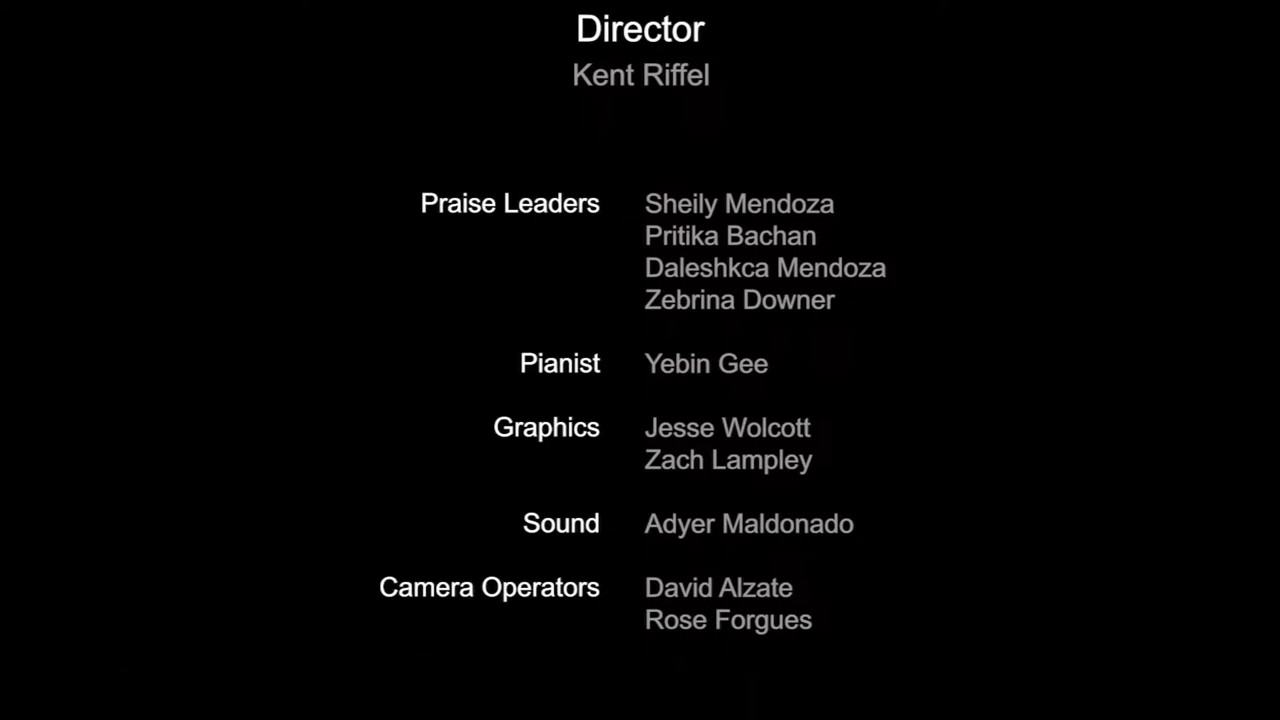 Director
Kent Riffel
Praise Leaders Sheily Mendoza
Pritika Bachan
Daleshkca Mendoza
Zebrina Downer
Pianist Yebin Gee
Graphics Jesse Wolcott
Zach Lampley
Sound Adyer Maldonado
Camera Operators David Alzate
Rose Forgues